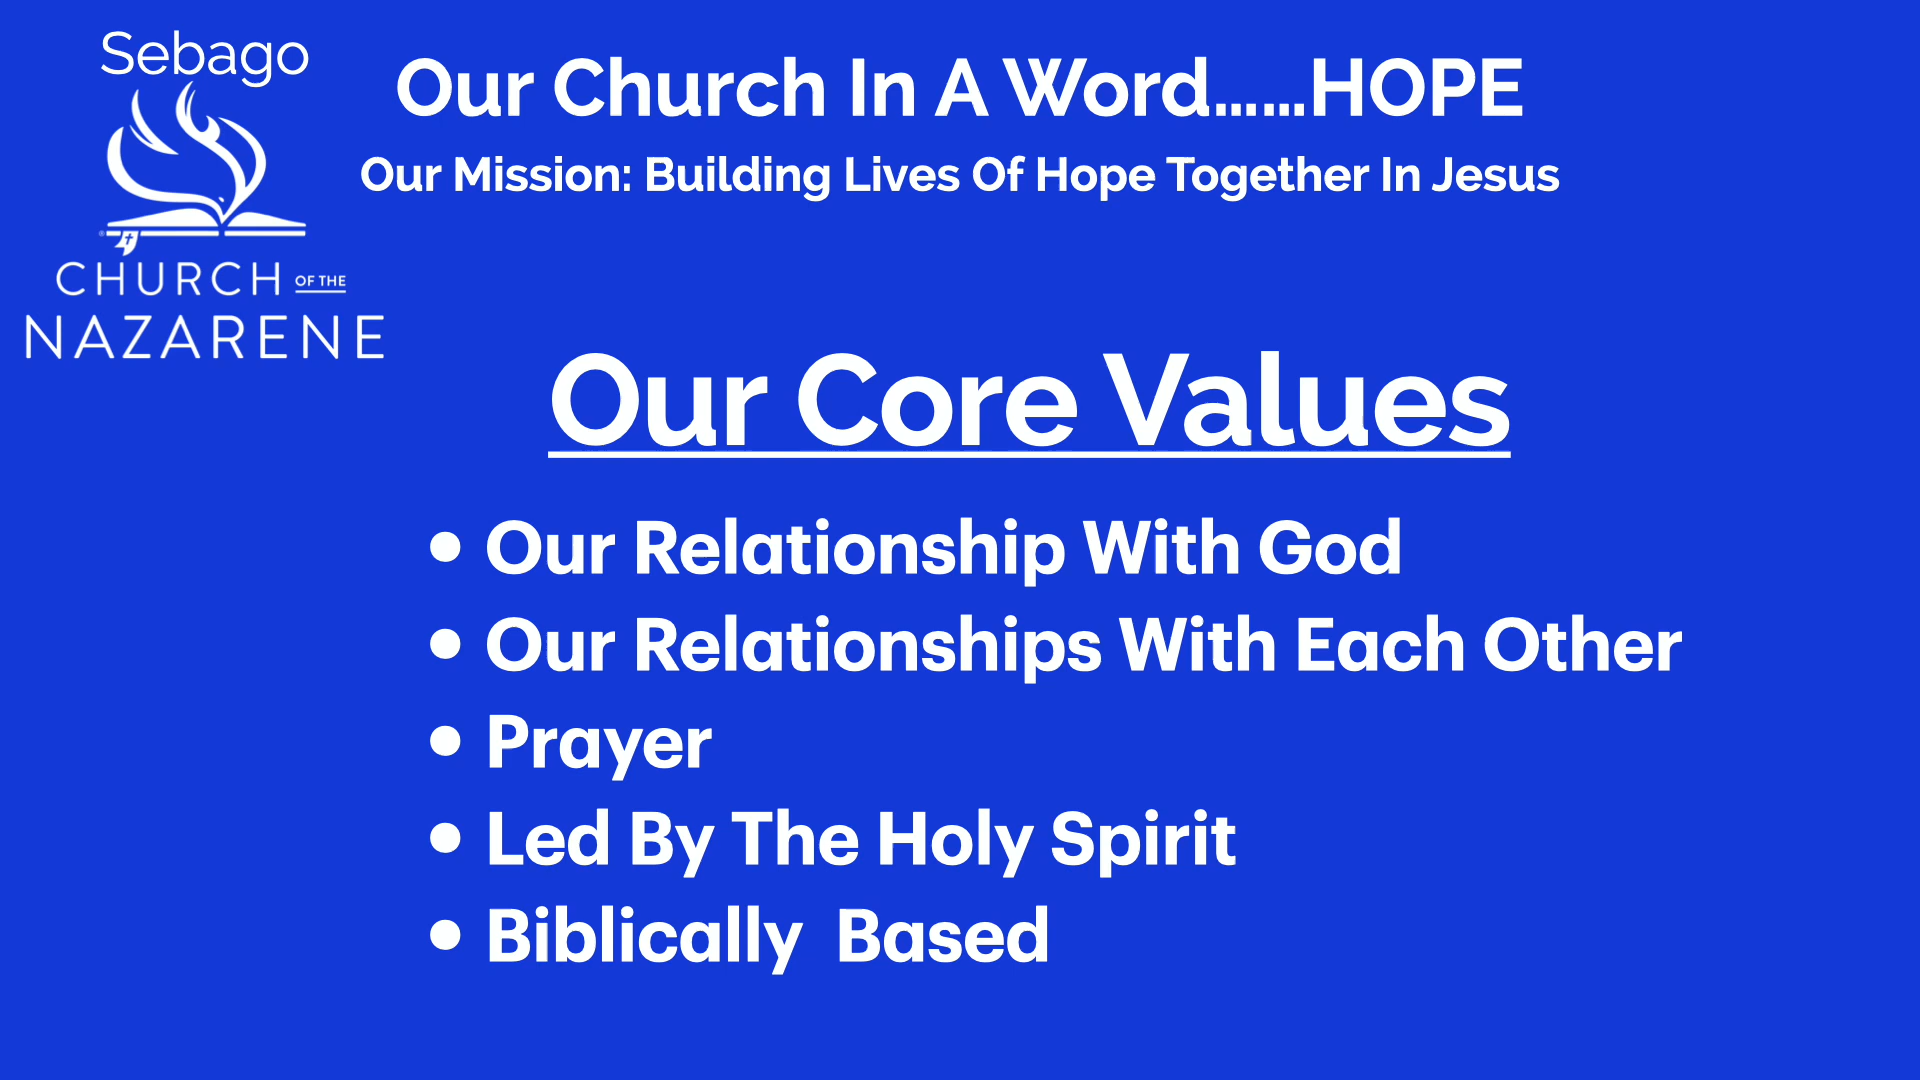 Sebago
CHURCH OF THE
NAZARENE
Our Church In A Word......HOPE
Our Mission: Building Lives Of Hope Together In Jesus
Our Core Values
• Our Relationship With God
• Our Relationships With Each Other
• Prayer
• Led By The Holy Spirit
• Biblically  Based